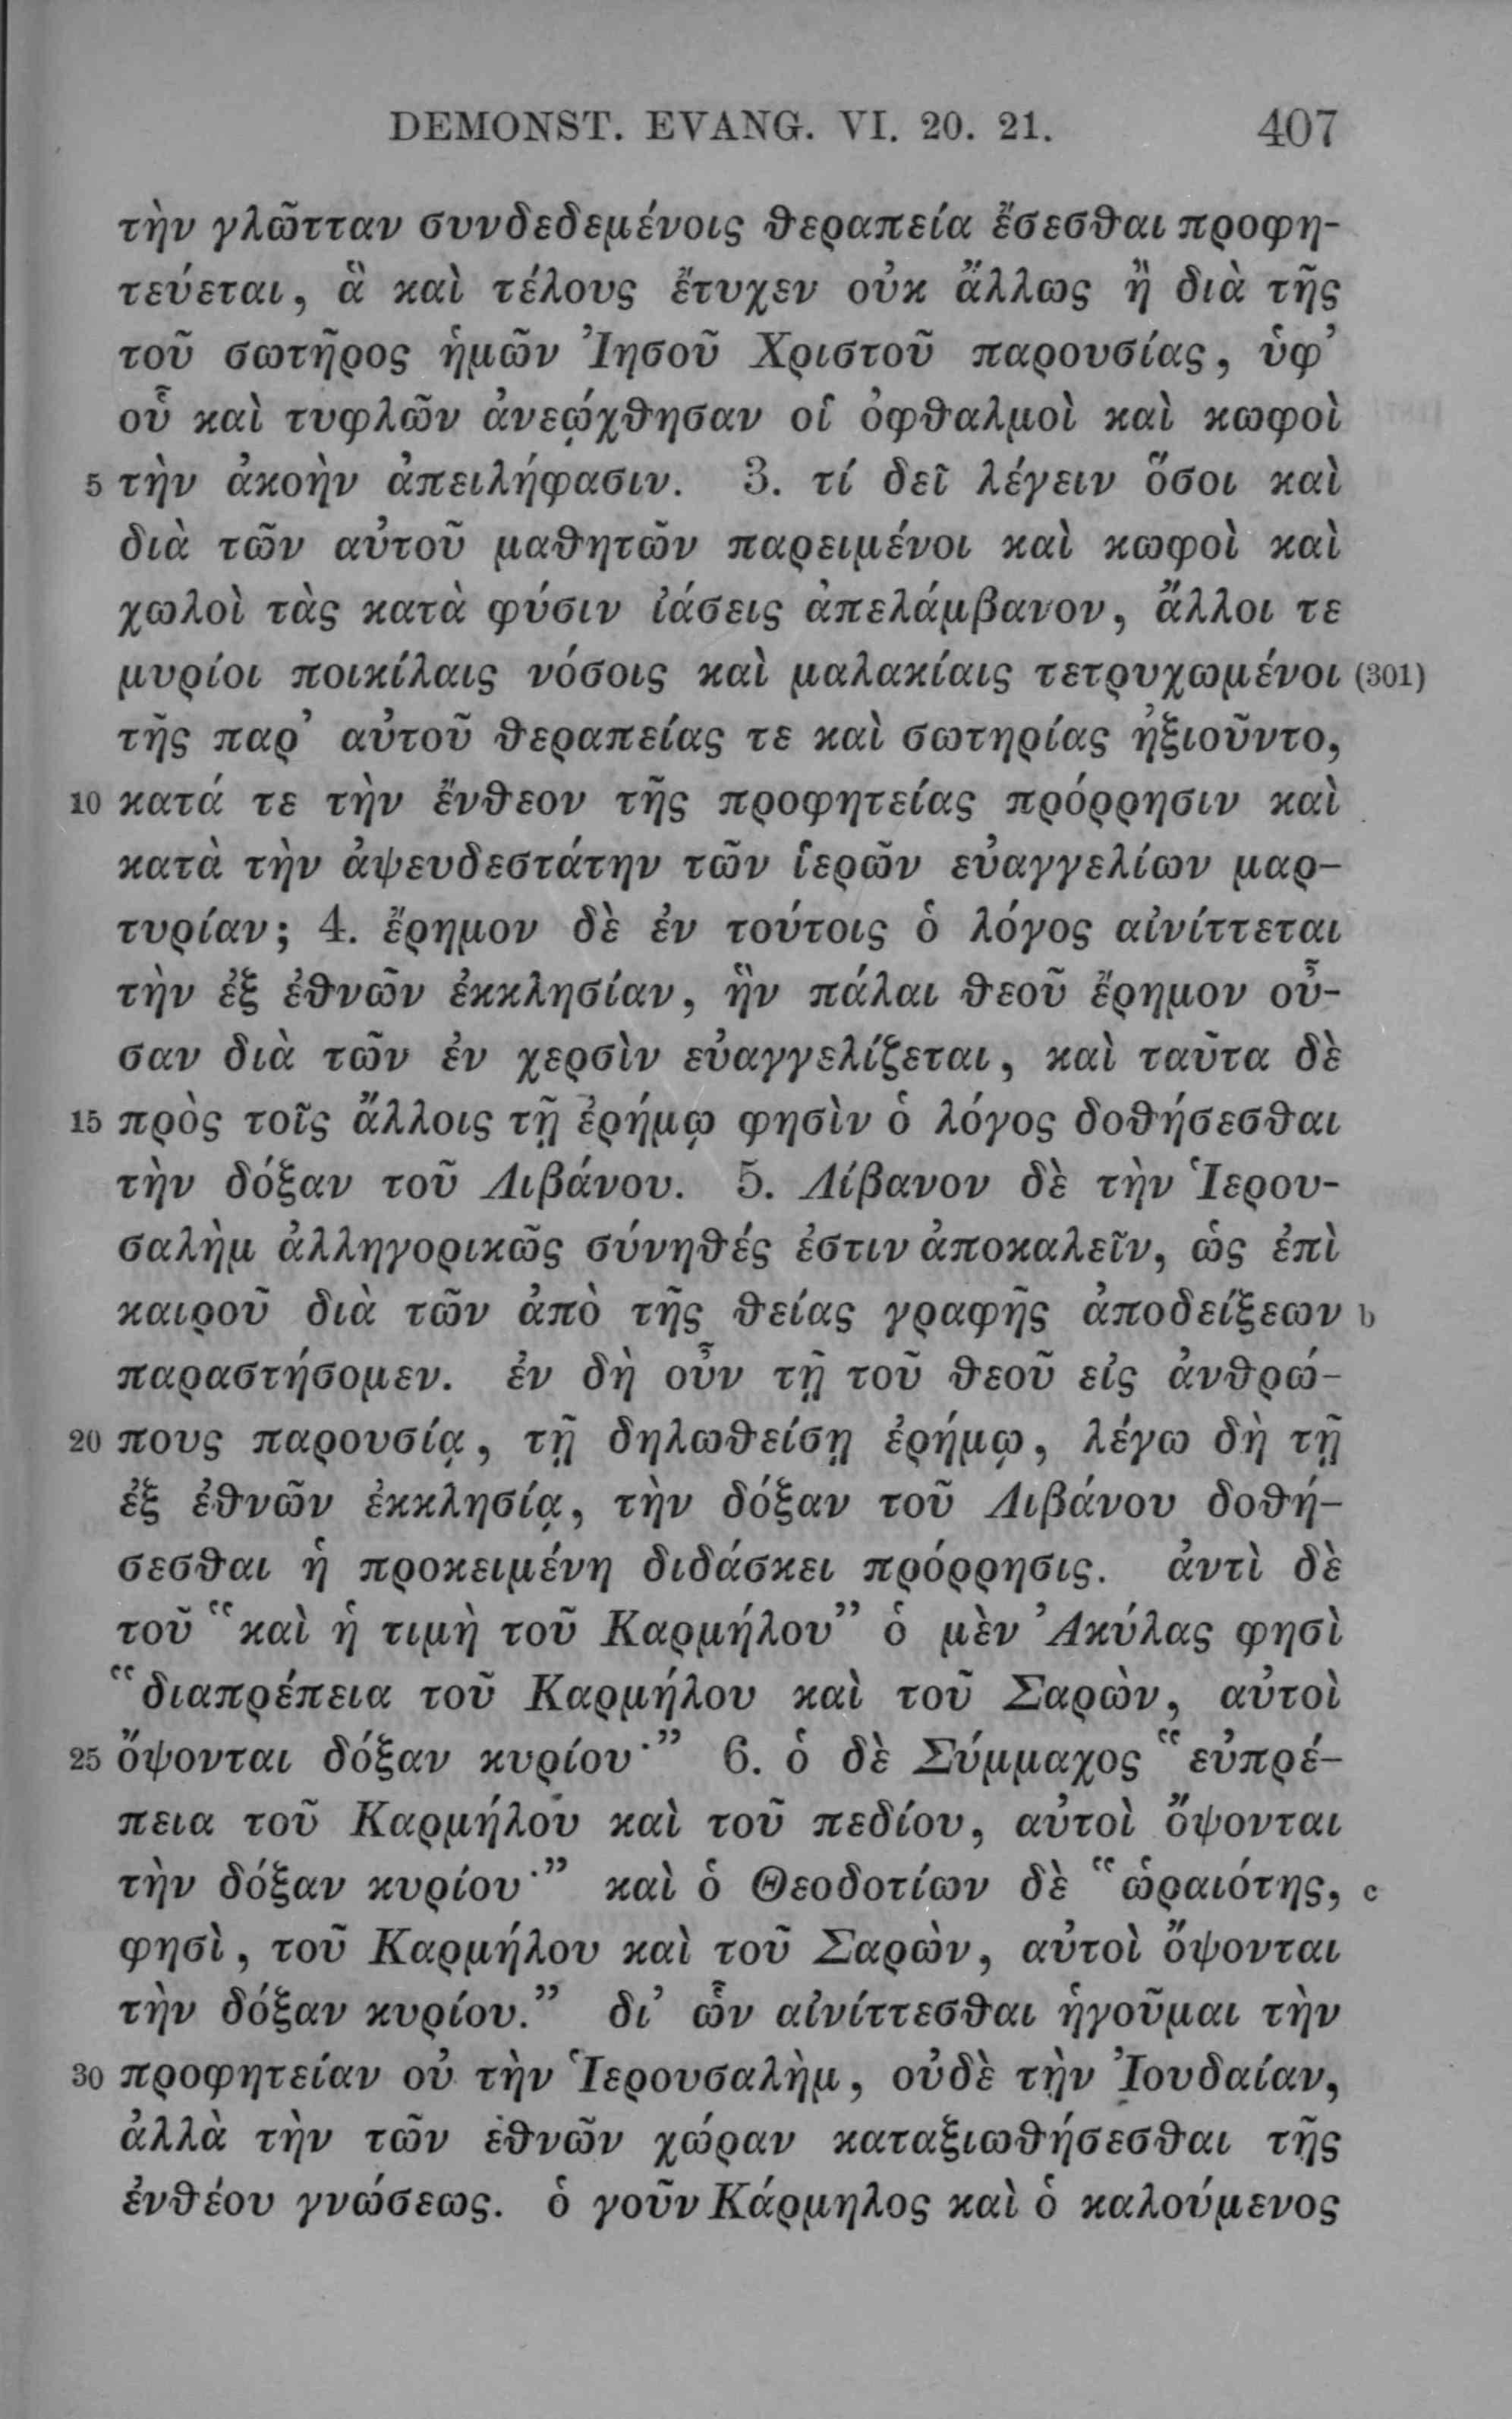 DEMONST. EVANG. VI. 20. 21. 407
τὴν γλῶτταν συνδεδεμένοις θεραπεία ἔσεσθαι προφη-
τεύεται, ἃ καὶ τέλους ἔτυχεν οὐκ ἄλλως ἢ διὰ τῆς
τοῦ σωτῆρος ἡμῶν Ἰησοῦ Χριστοῦ παρουσίας, ὑφ’
οὗ καὶ τυφλῶν ἀνεῴχθησαν οἱ ὀφθαλμοὶ καὶ κωφοὶ
5 τὴν ἀκοὴν ἀπειλήφασιν. 3. τί δεῖ λέγειν ὅσοι καὶ
διὰ τῶν αὐτοῦ μαθητῶν παρειμένοι καὶ κωφοὶ καὶ
χωλοὶ τὰς κατὰ φύσιν ἰάσεις ἀπελάμβανον, ἄλλοι τε
μυρίοι ποικίλαις νόσοις καὶ μαλακίαις τετρυχωμένοι (301)
τῆς παρ’ αὐτοῦ θεραπείας τε καὶ σωτηρίας ἠξιοῦντο,
10 κατά τε τὴν ἔνθεον τῆς προφητείας πρόρρησιν καὶ
κατὰ τὴν ἀψευδεστάτην τῶν ἱερῶν εὐαγγελίων μαρ-
τυρίαν; 4. ἔρημον δὲ ἐν τούτοις ὁ λόγος αἰνίττεται
τὴν ἐξ ἐθνῶν ἐκκλησίαν, ἣν πάλαι θεοῦ ἔρημον οὖ-
σαν διὰ τῶν ἐν χερσὶν εὐαγγελίζεται, καὶ ταῦτα δὲ
15 πρὸς τοῖς ἄλλοις τῇ ἐρήμῳ φησὶν ὁ λόγος δοθήσεσθαι
τὴν δόξαν τοῦ Λιβάνου. 5. Λίβανον δὲ τὴν Ἱερου-
σαλὴμ ἀλληγορικῶς σύνηθές ἐστιν ἀποκαλεῖν, ὡς ἐπὶ
καιροῦ διὰ τῶν ἀπὸ τῆς θείας γραφῆς ἀποδείξεων b
παραστήσομεν. ἐν δὴ οὖν τῇ τοῦ θεοῦ εἰς ἀνθρώ-
20 πους παρουσίᾳ, τῇ δηλωθείσῃ ἐρήμῳ, λέγω δὴ τῇ
ἐξ ἐθνῶν ἐκκλησίᾳ, τὴν δόξαν τοῦ Λιβάνου δοθή-
σεσθαι ἡ προκειμένη διδάσκει πρόρρησις. ἀντὶ δὲ
τοῦ “καὶ ἡ τιμὴ τοῦ Καρμήλου” ὁ μὲν Ἀκύλας φησὶ
“διαπρέπεια τοῦ Καρμήλου καὶ τοῦ Σαρὼν, αὐτοὶ
25 ὄψονται δόξαν κυρίου·” 6. ὁ δὲ Σύμμαχος “εὐπρέ-
πεια τοῦ Καρμήλου καὶ τοῦ πεδίου, αὐτοὶ ὄψονται
τὴν δόξαν κυρίου·” καὶ ὁ Θεοδοτίων δὲ “ὡραιότης, c
φησὶ, τοῦ Καρμήλου καὶ τοῦ Σαρὼν, αὐτοὶ ὄψονται
τὴν δόξαν κυρίου.” δι’ ὧν αἰνίττεσθαι ἡγοῦμαι τὴν
30 προφητείαν οὐ τὴν Ἱερουσαλὴμ, οὐδὲ τὴν Ἰουδαίαν,
ἀλλὰ τὴν τῶν ἐθνῶν χώραν καταξιωθήσεσθαι τῆς
ἐνθέου γνώσεως. ὁ γοῦν Κάρμηλος καὶ ὁ καλούμενος